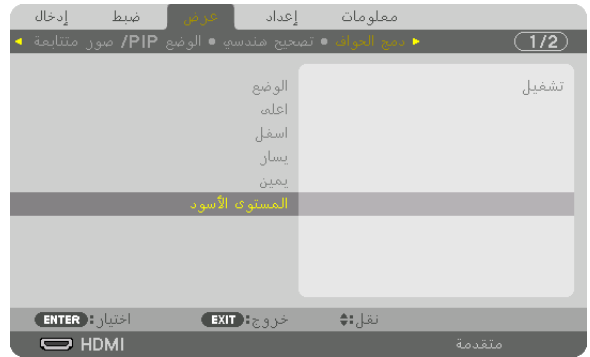 إدخال ضبط عرض إعداد معلومات
دمج الحواف • تصحيح هندسي • الوضع PIP/ صور متتابعة
1/2
الوضع تشغيل
اعلى
اسفل
يسار
يمين
المستوى الأسود
ENTER: اختيار EXIT: خروج نقل:
HDMI متقدمة